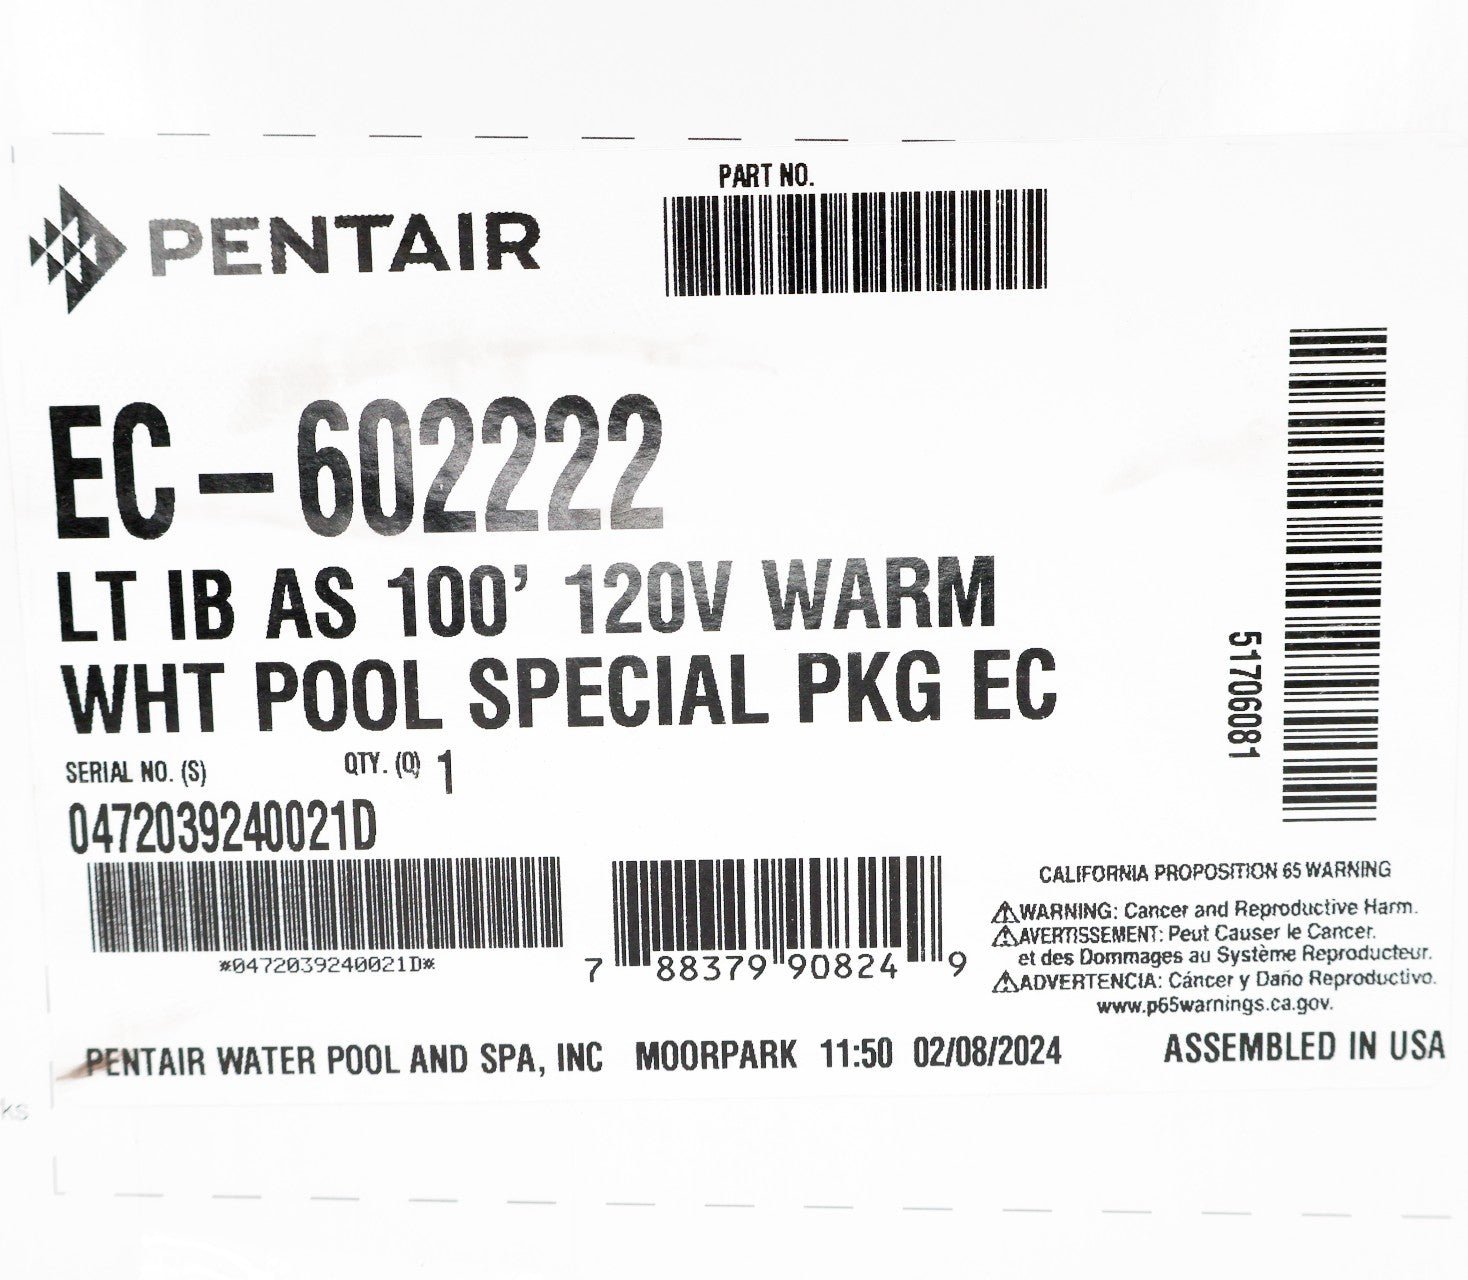 PENTAIR
PART NO.
EC-602222
LT IB AS 100' 120V WARM
WHT POOL SPECIAL PKG EC
SERIAL NO. (S) QTY. (Q) 1
0472039240021D
*0472039240021D*
7 88379 90824 9
51706081
CALIFORNIA PROPOSITION 65 WARNING
⚠WARNING: Cancer and Reproductive Harm.
⚠AVERTISSEMENT: Peut Causer le Cancer.
et des Dommages au Système Reproducteur.
⚠ADVERTENCIA: Cáncer y Daño Reproductivo.
www.p65warnings.ca.gov.
PENTAIR WATER POOL AND SPA, INC MOORPARK 11:50 02/08/2024 ASSEMBLED IN USA